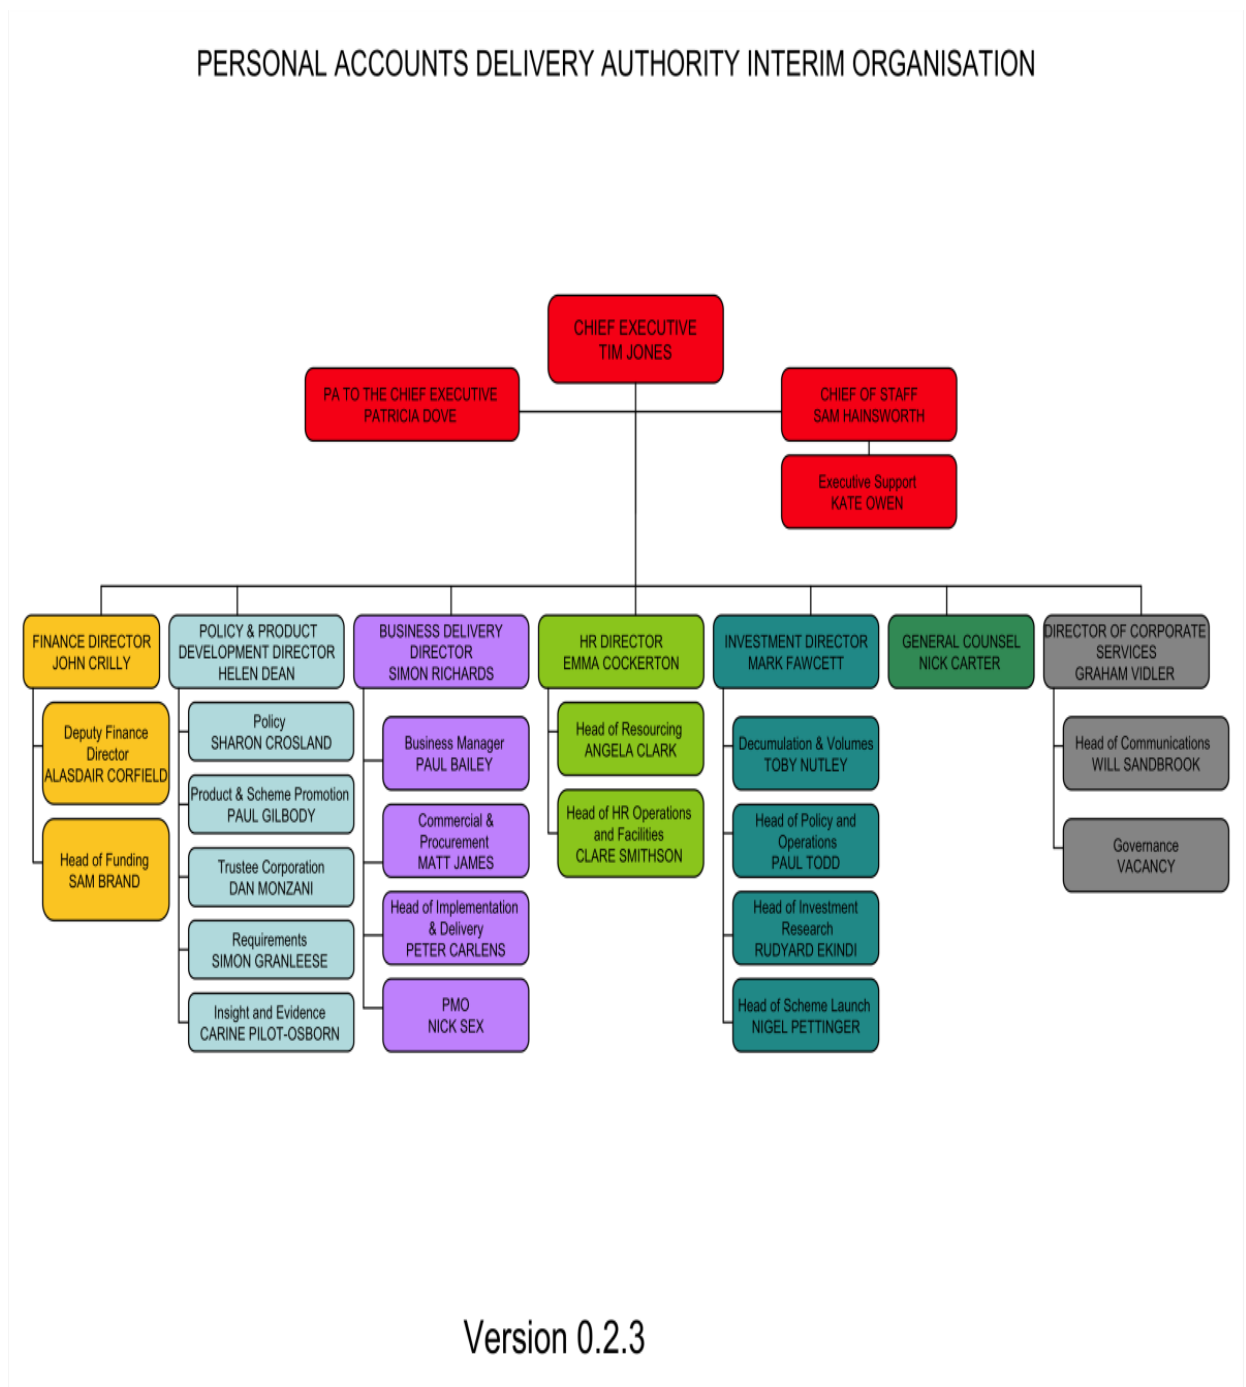 PERSONAL ACCOUNTS DELIVERY AUTHORITY INTERIM ORGANISATION
CHIEF EXECUTIVE
TIM JONES
PA TO THE CHIEF EXECUTIVE
PATRICIA DOVE
CHIEF OF STAFF
SAM HAINSWORTH
Executive Support
KATE OWEN
FINANCE DIRECTOR
JOHN CRILLY
Deputy Finance
Director
ALASDAIR CORFIELD
Head of Funding
SAM BRAND
POLICY & PRODUCT
DEVELOPMENT DIRECTOR
HELEN DEAN
Policy
SHARON CROSLAND
Product & Scheme Promotion
PAUL GILBODY
Trustee Corporation
DAN MONZANI
Requirements
SIMON GRANLEESE
Insight and Evidence
CARINE PILOT-OSBORN
BUSINESS DELIVERY
DIRECTOR
SIMON RICHARDS
Business Manager
PAUL BAILEY
Commercial &
Procurement
MATT JAMES
Head of Implementation
& Delivery
PETER CARLENS
PMO
NICK SEX
HR DIRECTOR
EMMA COCKERTON
Head of Resourcing
ANGELA CLARK
Head of HR Operations
and Facilities
CLARE SMITHSON
INVESTMENT DIRECTOR
MARK FAWCETT
Decumulation & Volumes
TOBY NUTLEY
Head of Policy and
Operations
PAUL TODD
Head of Investment
Research
RUDYARD EKINDI
Head of Scheme Launch
NIGEL PETTINGER
GENERAL COUNSEL
NICK CARTER
DIRECTOR OF CORPORATE
SERVICES
GRAHAM VIDLER
Head of Communications
WILL SANDBROOK
Governance
VACANCY
Version 0.2.3